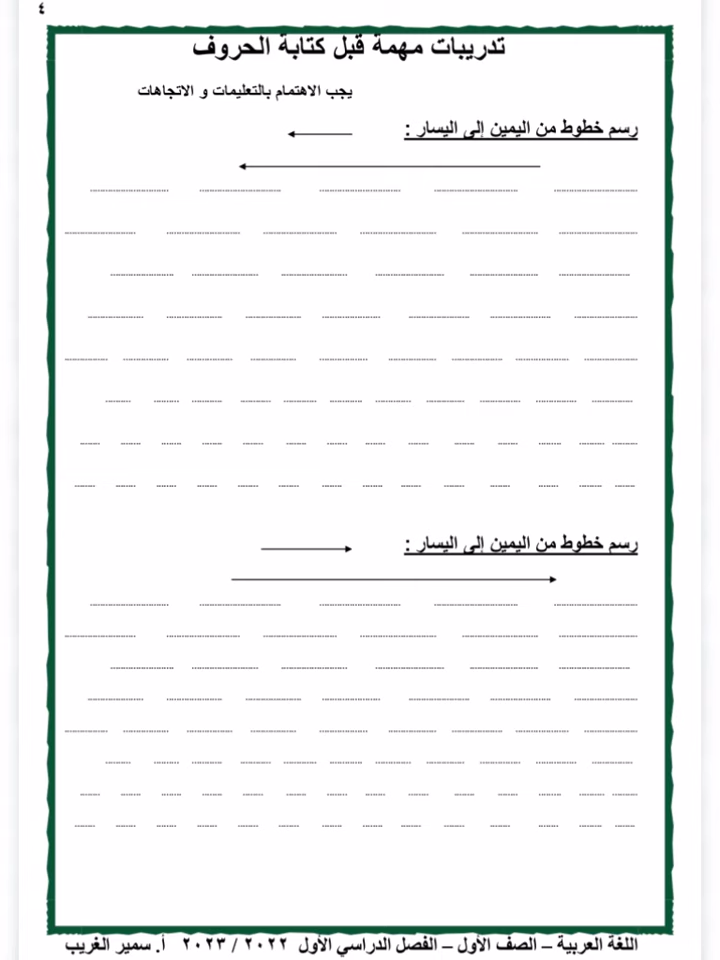 ٤
تدريبات مهمة قبل كتابة الحروف
يجب الاهتمام بالتعليمات و الاتجاهات
رسم خطوط من اليمين إلى اليسار :
رسم خطوط من اليمين إلى اليسار :
اللغة العربية – الصف الأول – الفصل الدراسي الأول ٢٠٢٢ / ٢٠٢٣ أ. سمير الغريب